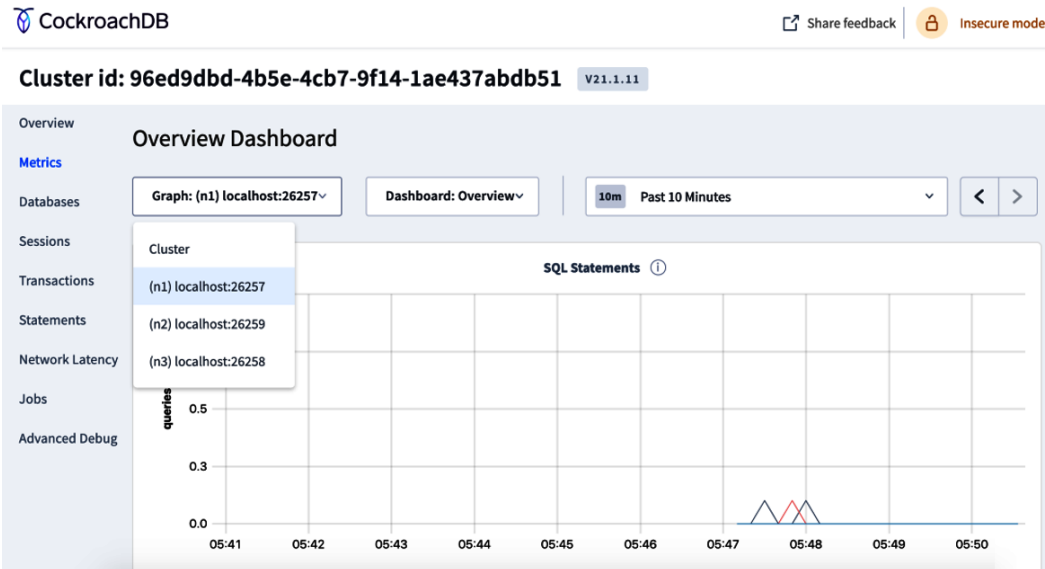 CockroachDB
Share feedback
Insecure mode
Cluster id: 96ed9dbd-4b5e-4cb7-9f14-1ae437abdb51 V21.1.11
Overview
Metrics
Databases
Sessions
Transactions
Statements
Network Latency
Jobs
Advanced Debug
Overview Dashboard
Graph: (n1) localhost:26257
Dashboard: Overview
10m Past 10 Minutes
Cluster
(n1) localhost:26257
(n2) localhost:26259
(n3) localhost:26258
SQL Statements
queries
0.5
0.3
0.0
05:41 05:42 05:43 05:44 05:45 05:46 05:47 05:48 05:49 05:50